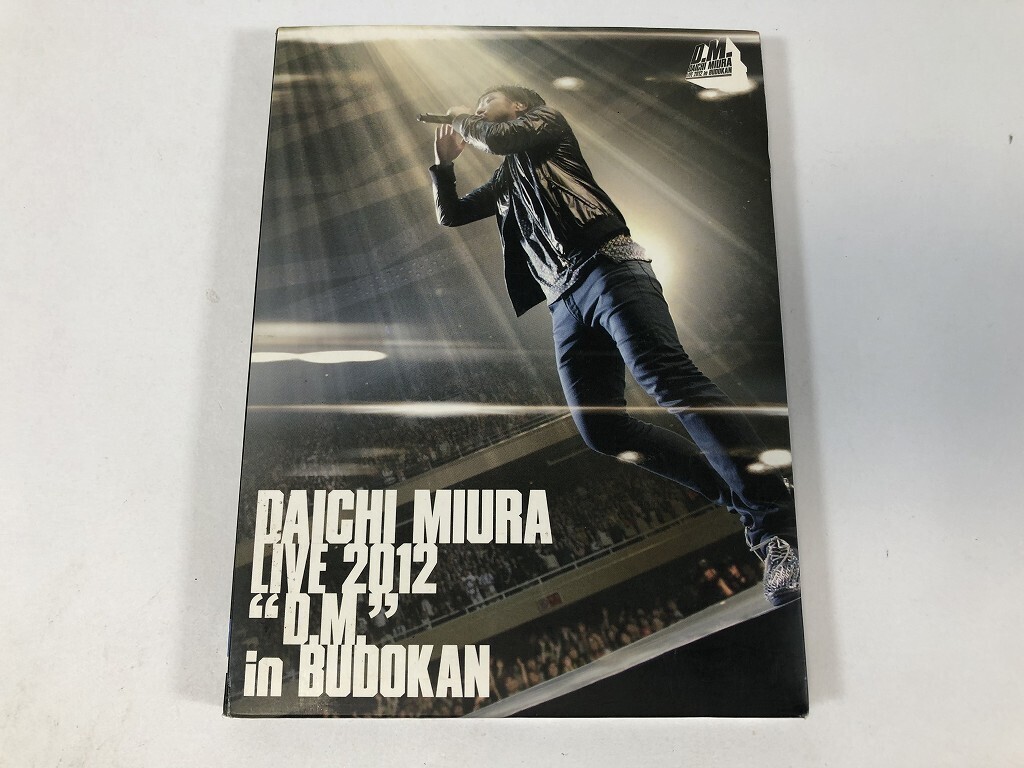 D.M.
DAICHI MIURA
LIVE 2012 in BUDOKAN
DAICHI MIURA
LIVE 2012
“D.M.”
in BUDOKAN